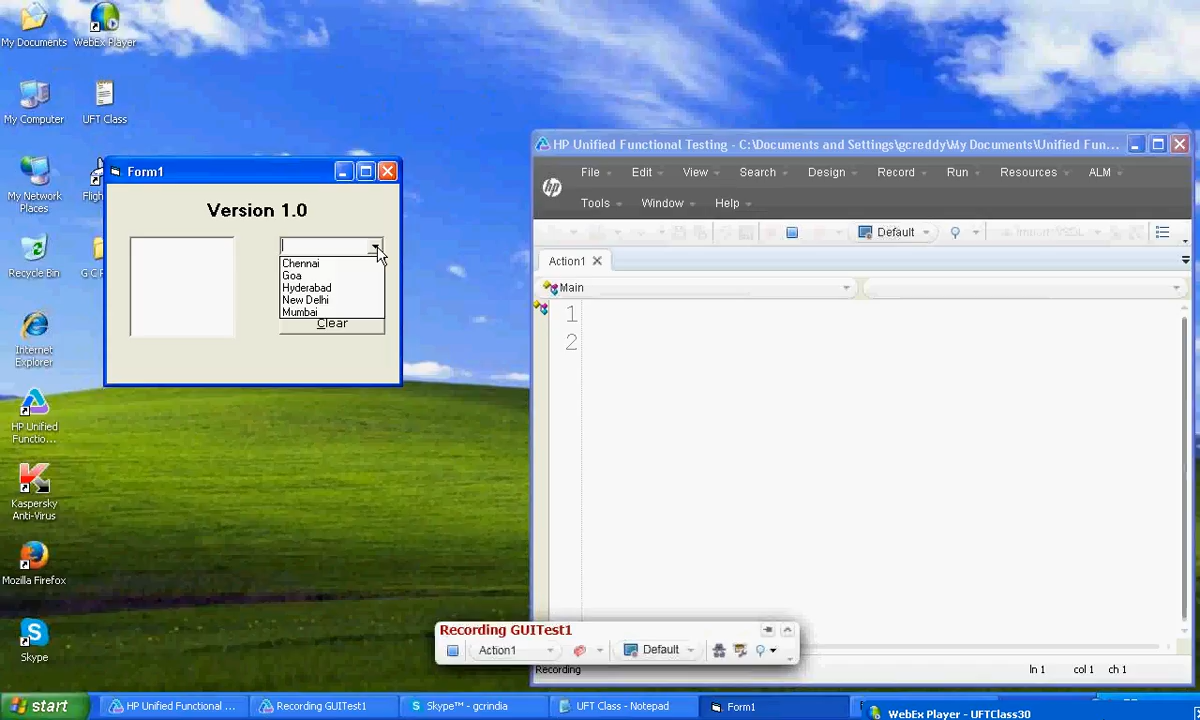 My Documents
WebEx Player
My Computer
UFT Class
My Network
Places
Fligh
Recycle Bin
G C R
Internet
Explorer
HP Unified
Functio...
Kaspersky
Anti-Virus
Mozilla Firefox
Skype
Form1
Version 1.0
Chennai
Goa
Hyderabad
New Delhi
Mumbai
Clear
HP Unified Functional Testing - C:\Documents and Settings\gcreddy\My Documents\Unified Fun...
File Edit View Search Design Record Run Resources ALM
Tools Window Help
Default
Action1
Main
1
2
Recording GUITest1
Action1 Default
Recording ln 1 col 1 ch 1
start HP Unified Functional ... Recording GUITest1 Skype™ - gcrindia UFT Class - Notepad Form1
WebEx Player - UFTClass30